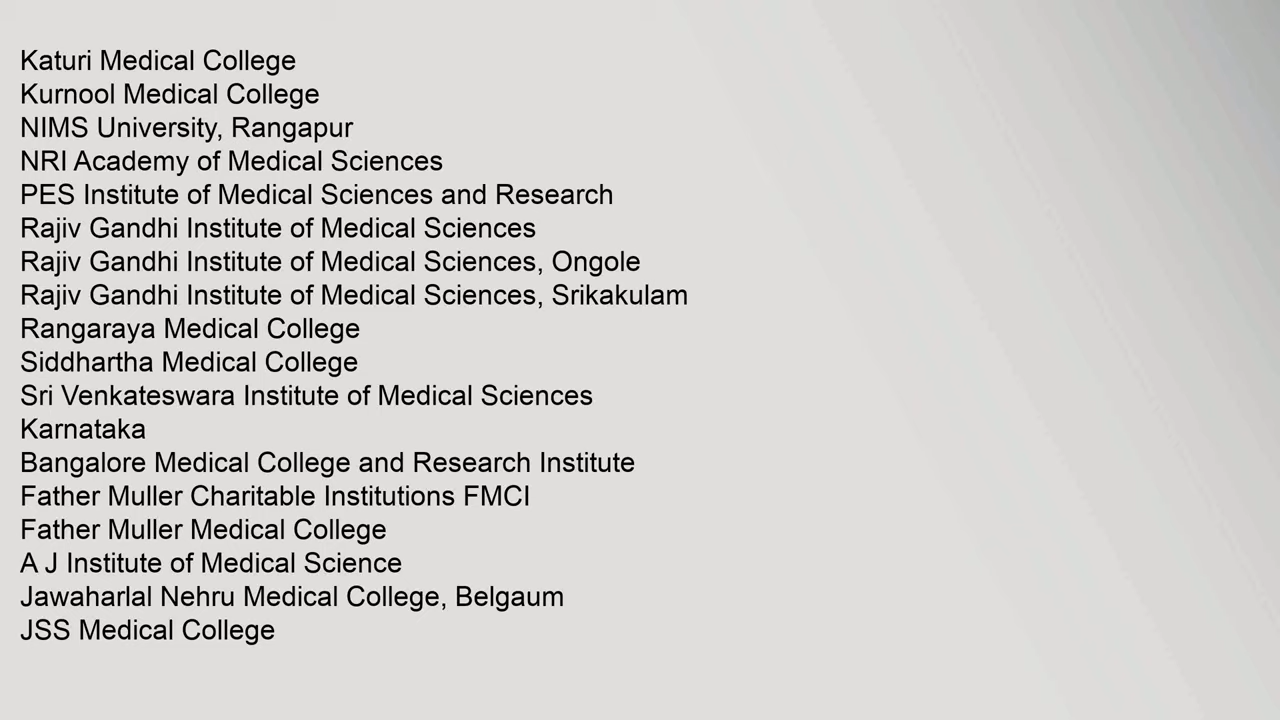 Katuri Medical College
Kurnool Medical College
NIMS University, Rangapur
NRI Academy of Medical Sciences
PES Institute of Medical Sciences and Research
Rajiv Gandhi Institute of Medical Sciences
Rajiv Gandhi Institute of Medical Sciences, Ongole
Rajiv Gandhi Institute of Medical Sciences, Srikakulam
Rangaraya Medical College
Siddhartha Medical College
Sri Venkateswara Institute of Medical Sciences
Karnataka
Bangalore Medical College and Research Institute
Father Muller Charitable Institutions FMCI
Father Muller Medical College
A J Institute of Medical Science
Jawaharlal Nehru Medical College, Belgaum
JSS Medical College